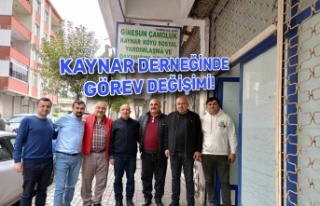 GİRESUN ÇAMOLUK
KAYNAR KÖYÜ SOSYAL
YARDIMLAŞMA VE
KAYNAR DERNEĞİNDE
GÖREV DEĞİŞİMİ!